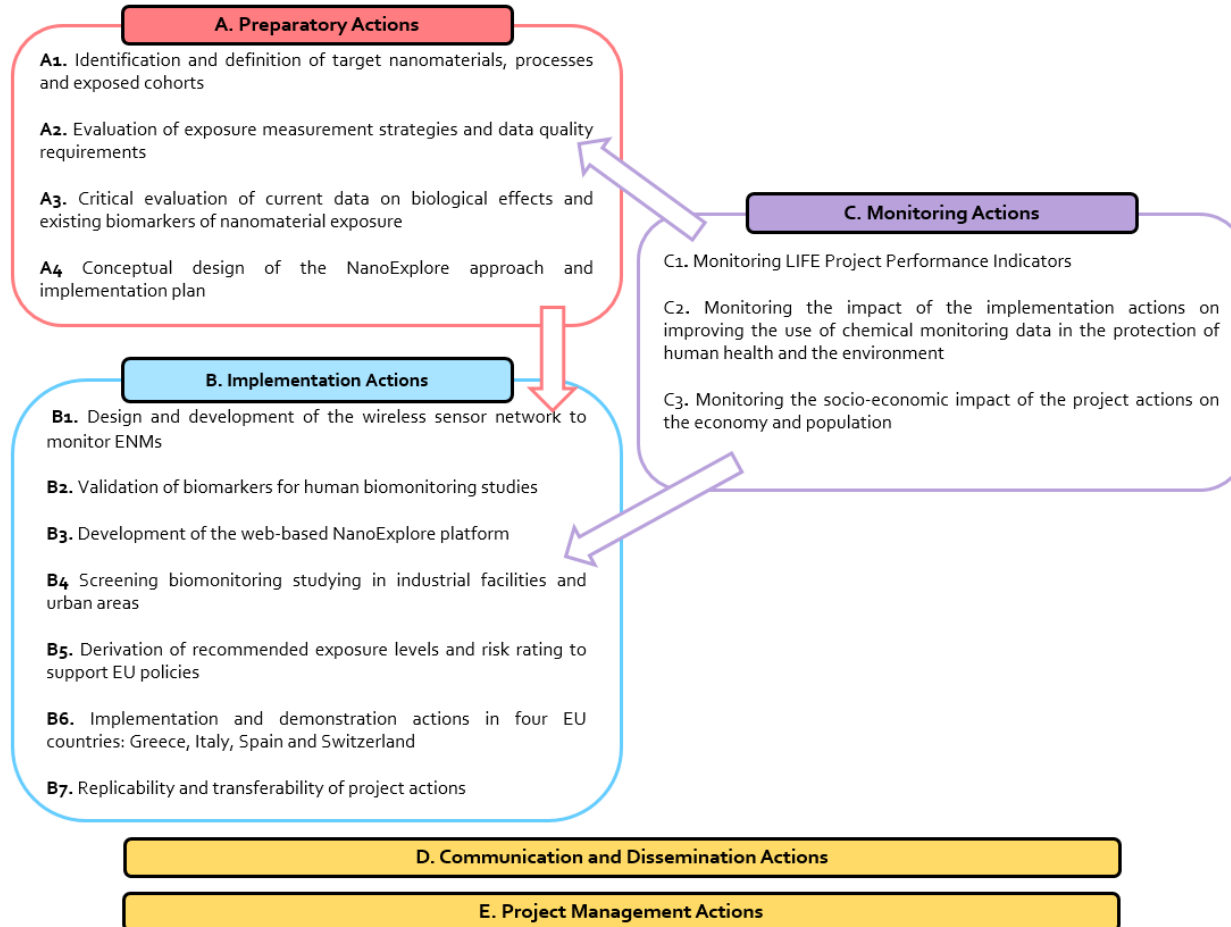 A. Preparatory Actions
A1. Identification and definition of target nanomaterials, processes
and exposed cohorts
A2. Evaluation of exposure measurement strategies and data quality
requirements
A3. Critical evaluation of current data on biological effects and
existing biomarkers of nanomaterial exposure
A4 Conceptual design of the NanoExplore approach and
implementation plan
B. Implementation Actions
B1. Design and development of the wireless sensor network to
monitor ENMs
B2. Validation of biomarkers for human biomonitoring studies
B3. Development of the web-based NanoExplore platform
B4 Screening biomonitoring studying in industrial facilities and
urban areas
B5. Derivation of recommended exposure levels and risk rating to
support EU policies
B6. Implementation and demonstration actions in four EU
countries: Greece, Italy, Spain and Switzerland
B7. Replicability and transferability of project actions
C. Monitoring Actions
C1. Monitoring LIFE Project Performance Indicators
C2. Monitoring the impact of the implementation actions on
improving the use of chemical monitoring data in the protection of
human health and the environment
C3. Monitoring the socio-economic impact of the project actions on
the economy and population
D. Communication and Dissemination Actions
E. Project Management Actions